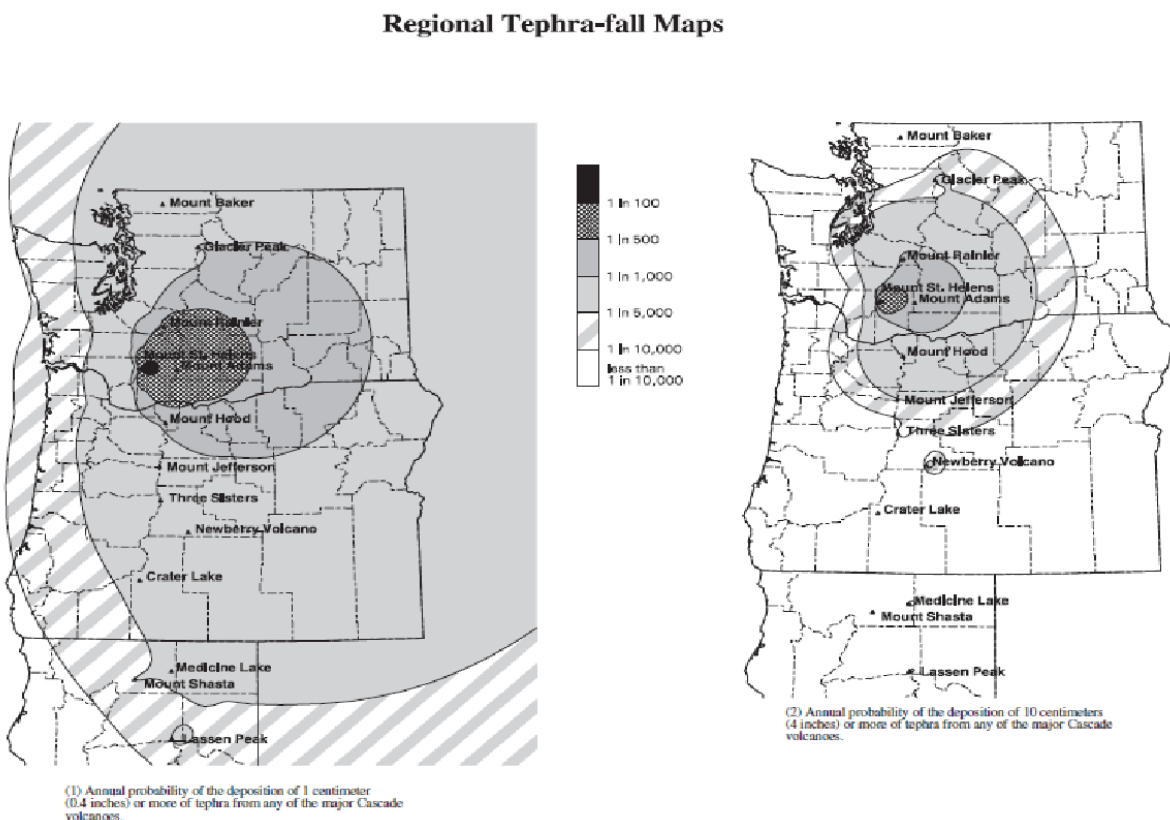 Regional Tephra-fall Maps
Mount Baker
Glacier Peak
Mount Rainier
Mount St. Helens
Mount Adams
Mount Hood
Mount Jefferson
Three Sisters
Newberry Volcano
Crater Lake
Medicine Lake
Mount Shasta
Lassen Peak
(1) Annual probability of the deposition of 1 centimeter
(0.4 inches) or more of tephra from any of the major Cascade
volcanoes.
1 in 100
1 in 500
1 in 1,000
1 in 5,000
1 in 10,000
less than
1 in 10,000
Mount Baker
Glacier Peak
Mount Rainier
Mount St. Helens
Mount Adams
Mount Hood
Mount Jefferson
Three Sisters
Newberry Volcano
Crater Lake
Medicine Lake
Mount Shasta
Lassen Peak
(2) Annual probability of the deposition of 10 centimeters
(4 inches) or more of tephra from any of the major Cascade
volcanoes.